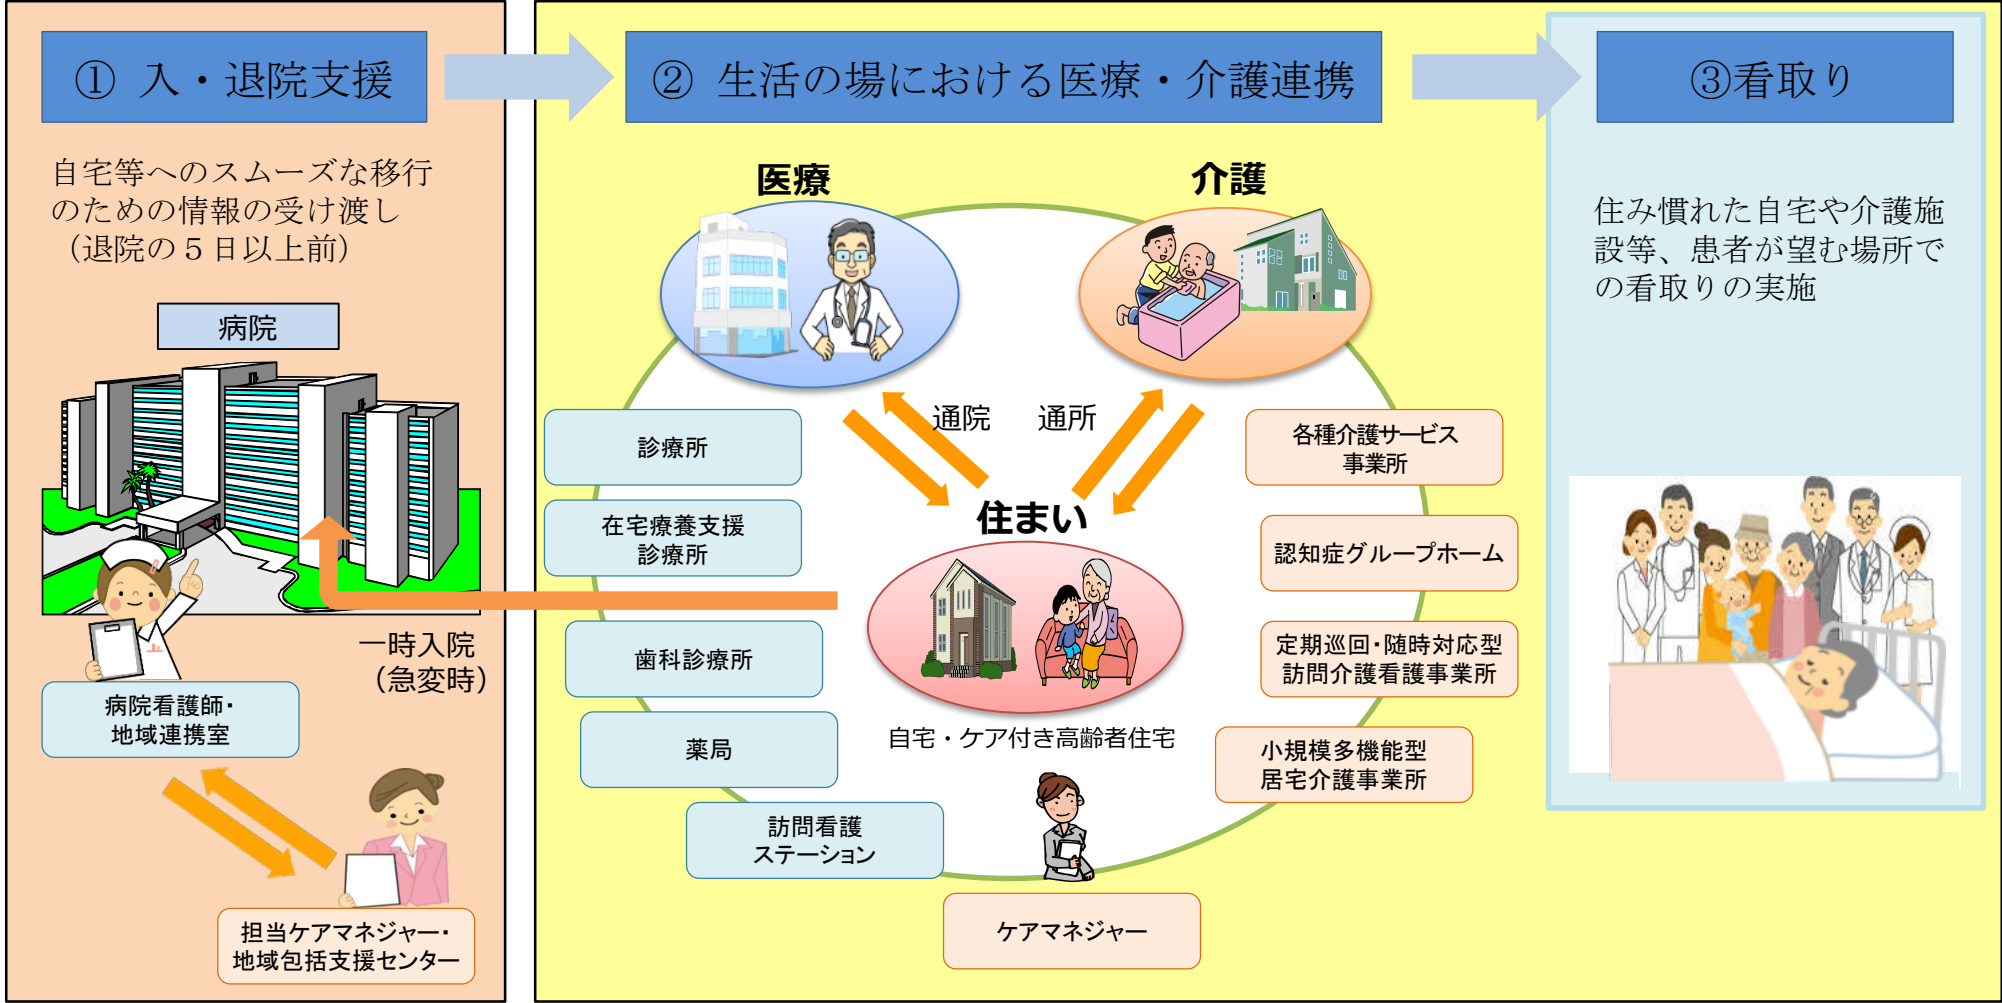 ① 入・退院支援
自宅等へのスムーズな移行
のための情報の受け渡し
（退院の５日以上前）
病院
一時入院
（急変時）
病院看護師・
地域連携室
担当ケアマネジャー・
地域包括支援センター
② 生活の場における医療・介護連携
医療
介護
通院
通所
住まい
自宅・ケア付き高齢者住宅
診療所
在宅療養支援
診療所
歯科診療所
薬局
訪問看護
ステーション
各種介護サービス
事業所
認知症グループホーム
定期巡回・随時対応型
訪問介護看護事業所
小規模多機能型
居宅介護事業所
ケアマネジャー
③看取り
住み慣れた自宅や介護施
設等、患者が望む場所で
の看取りの実施